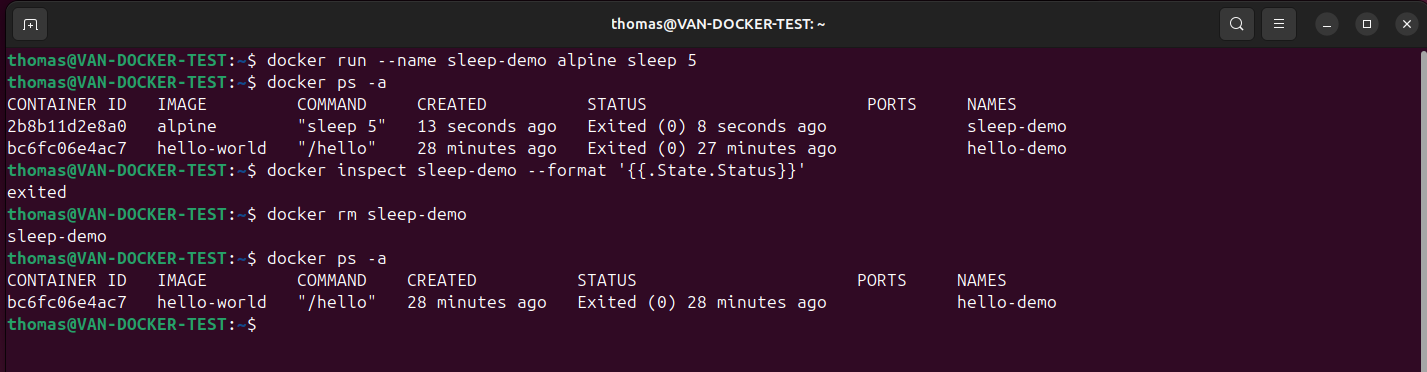 thomas@VAN-DOCKER-TEST: ~
thomas@VAN-DOCKER-TEST:~$ docker run --name sleep-demo alpine sleep 5
thomas@VAN-DOCKER-TEST:~$ docker ps -a
CONTAINER ID   IMAGE         COMMAND     CREATED          STATUS                      PORTS     NAMES
2b8b11d2e8a0   alpine        "sleep 5"   13 seconds ago   Exited (0) 8 seconds ago              sleep-demo
bc6fc06e4ac7   hello-world   "/hello"    28 minutes ago   Exited (0) 27 minutes ago             hello-demo
thomas@VAN-DOCKER-TEST:~$ docker inspect sleep-demo --format '{{.State.Status}}'
exited
thomas@VAN-DOCKER-TEST:~$ docker rm sleep-demo
sleep-demo
thomas@VAN-DOCKER-TEST:~$ docker ps -a
CONTAINER ID   IMAGE         COMMAND    CREATED          STATUS                      PORTS     NAMES
bc6fc06e4ac7   hello-world   "/hello"   28 minutes ago   Exited (0) 28 minutes ago             hello-demo
thomas@VAN-DOCKER-TEST:~$